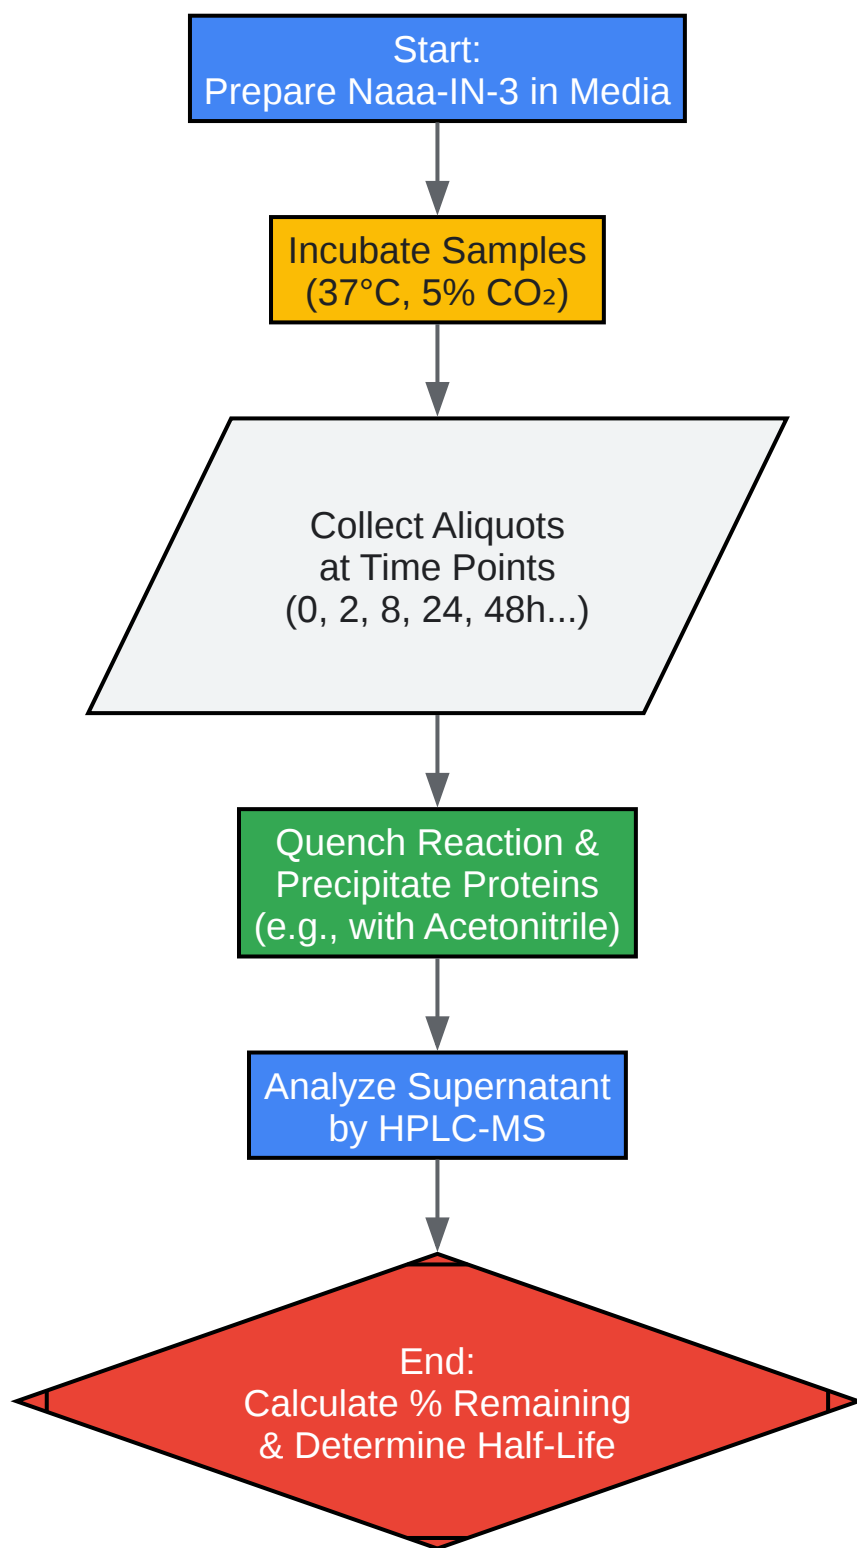 Start:
Prepare Naaa-IN-3 in Media
Incubate Samples
(37°C, 5% CO₂)
Collect Aliquots
at Time Points
(0, 2, 8, 24, 48h...)
Quench Reaction &
Precipitate Proteins
(e.g., with Acetonitrile)
Analyze Supernatant
by HPLC-MS
End:
Calculate % Remaining
& Determine Half-Life